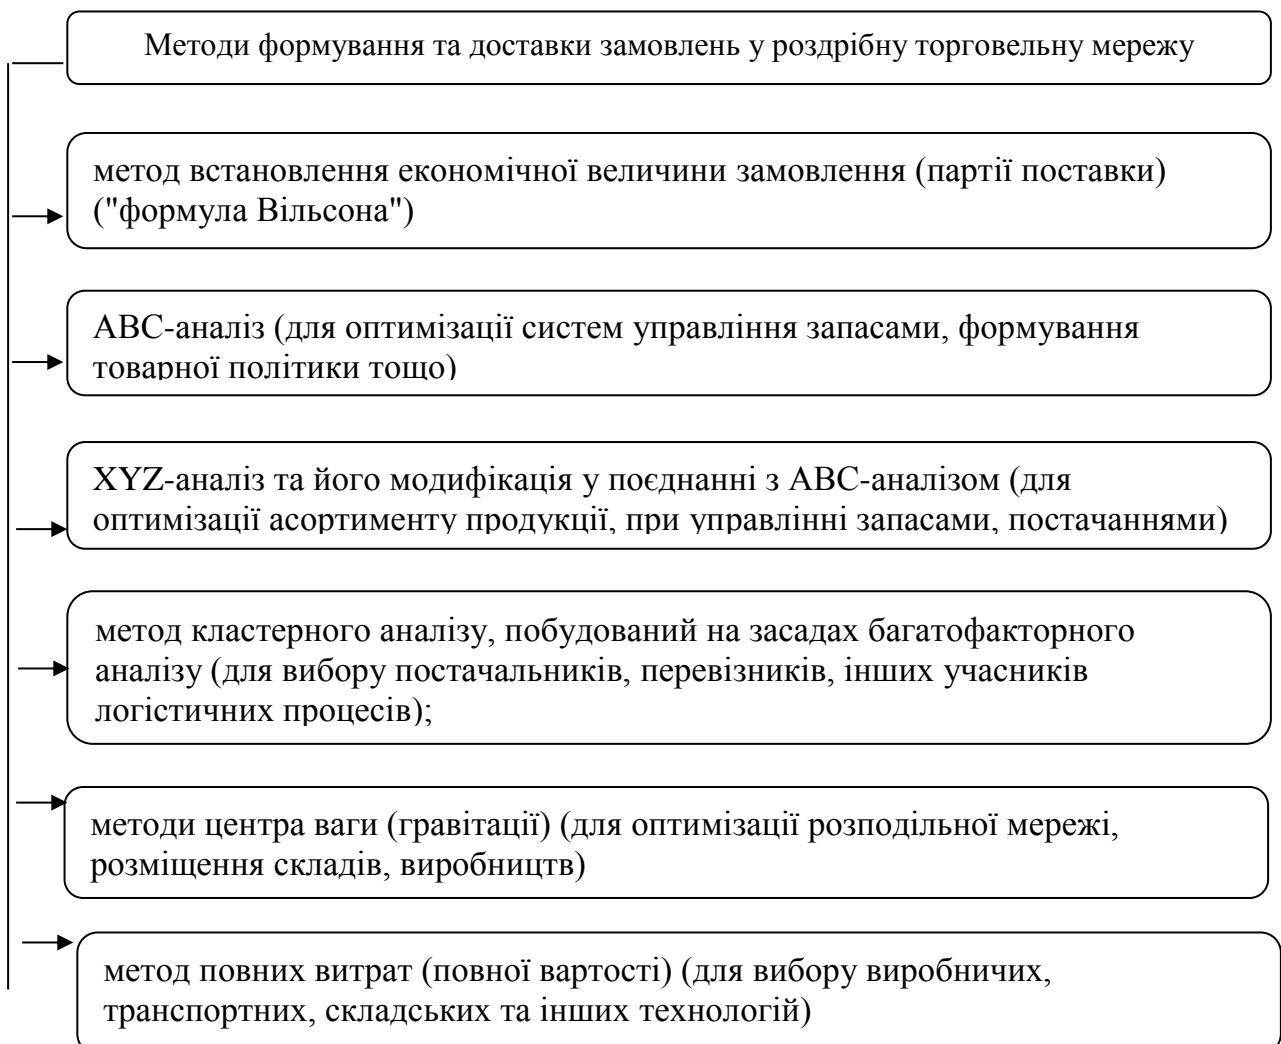 Методи формування та доставки замовлень у роздрібну торговельну мережу
метод встановлення економічної величини замовлення (партії поставки)
("формула Вільсона")
АВС-аналіз (для оптимізації систем управління запасами, формування
товарної політики тощо)
XYZ-аналіз та його модифікація у поєднанні з АВС-аналізом (для
оптимізації асортименту продукції, при управлінні запасами, постачаннями)
метод кластерного аналізу, побудований на засадах багатофакторного
аналізу (для вибору постачальників, перевізників, інших учасників
логістичних процесів);
методи центра ваги (гравітації) (для оптимізації розподільної мережі,
розміщення складів, виробництв)
метод повних витрат (повної вартості) (для вибору виробничих,
транспортних, складських та інших технологій)